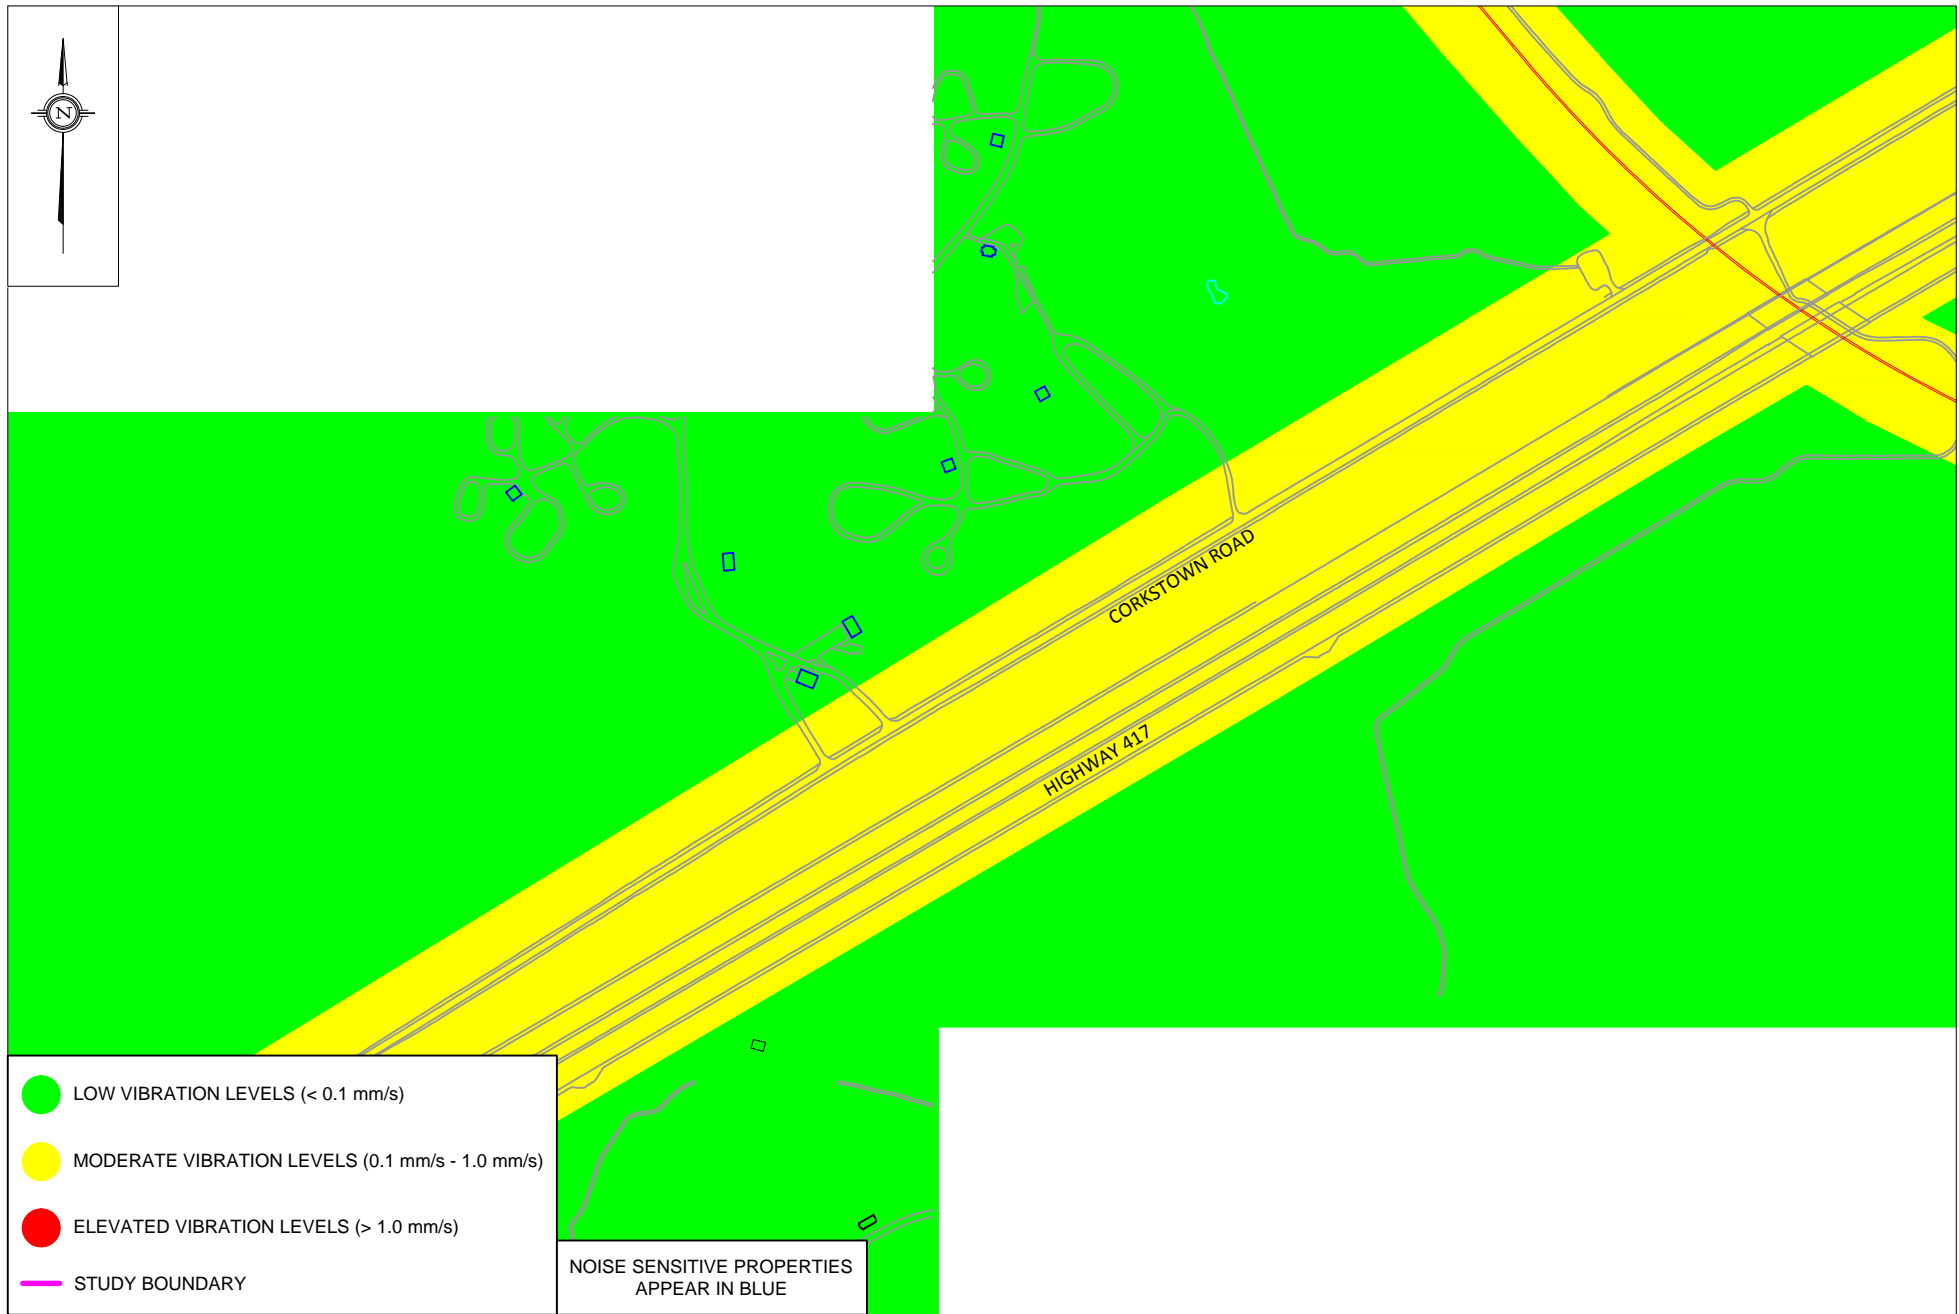 N
CORKSTOWN ROAD
HIGHWAY 417
LOW VIBRATION LEVELS (< 0.1 mm/s)
MODERATE VIBRATION LEVELS (0.1 mm/s - 1.0 mm/s)
ELEVATED VIBRATION LEVELS (> 1.0 mm/s)
STUDY BOUNDARY
NOISE SENSITIVE PROPERTIES
APPEAR IN BLUE